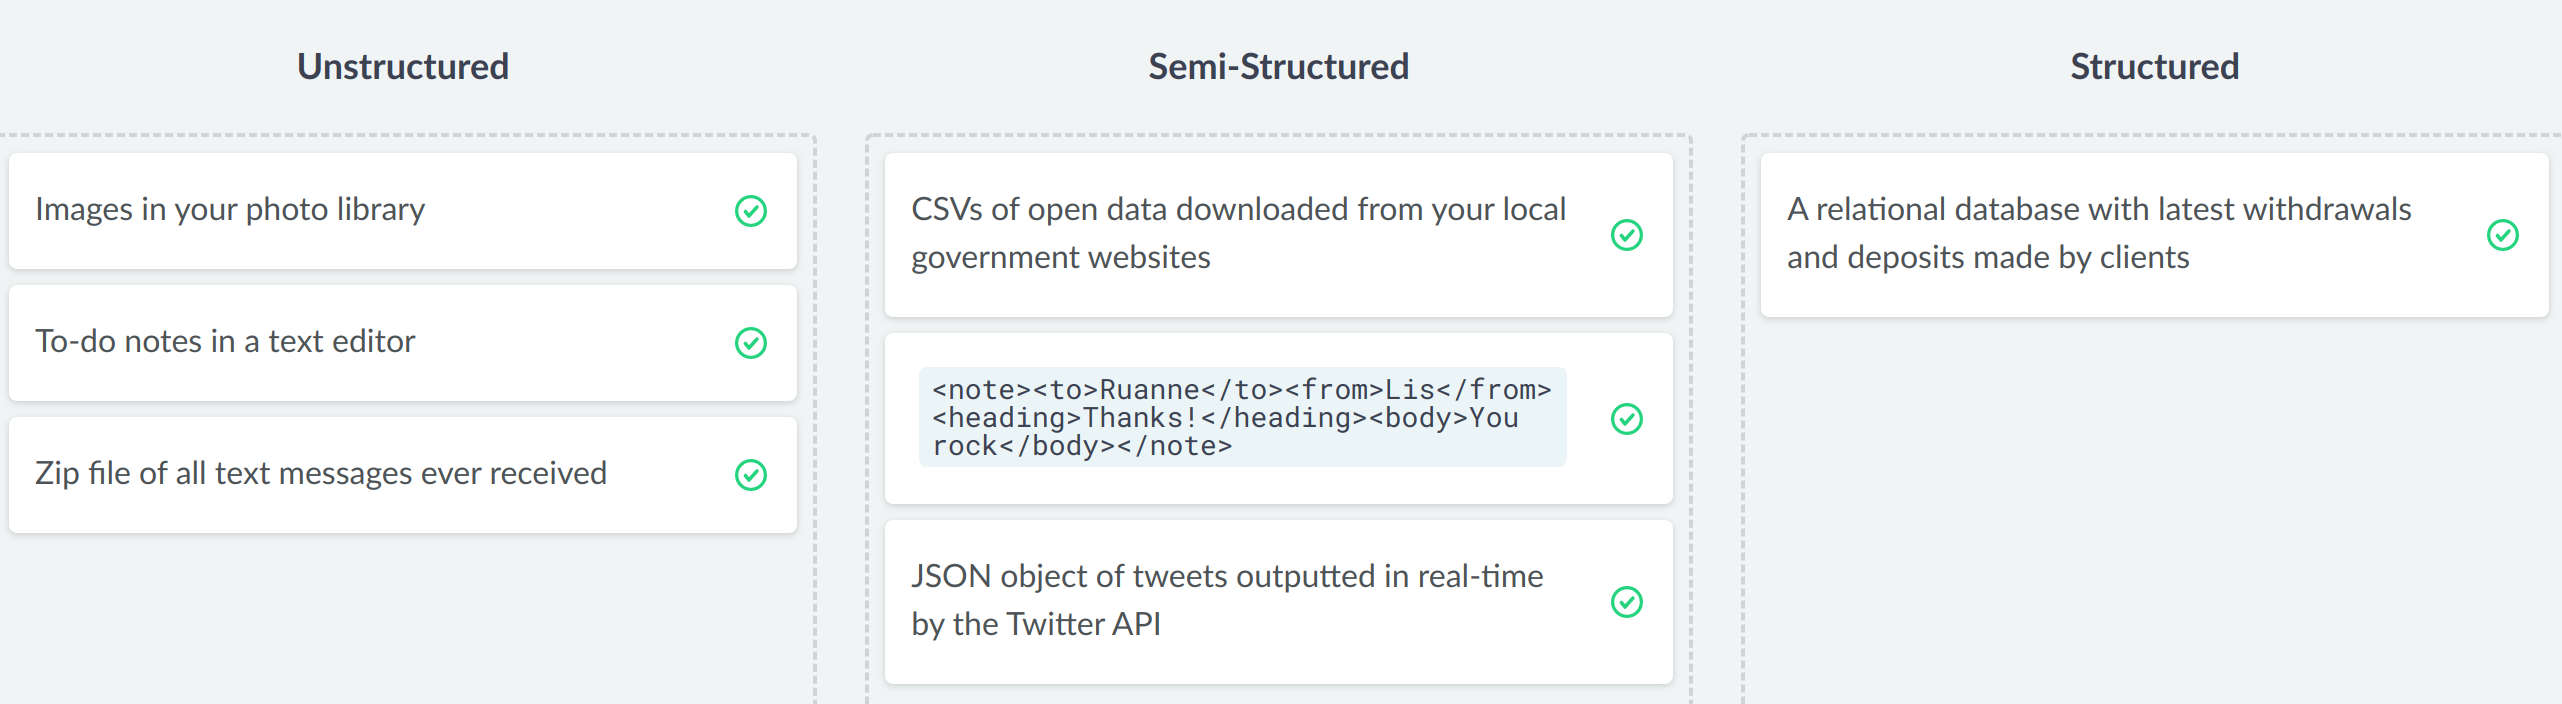 Unstructured
Images in your photo library
To-do notes in a text editor
Zip file of all text messages ever received
Semi-Structured
CSVs of open data downloaded from your local
government websites
<note><to>Ruanne</to><from>Lis</from>
<heading>Thanks!</heading><body>You
rock</body></note>
JSON object of tweets outputted in real-time
by the Twitter API
Structured
A relational database with latest withdrawals
and deposits made by clients